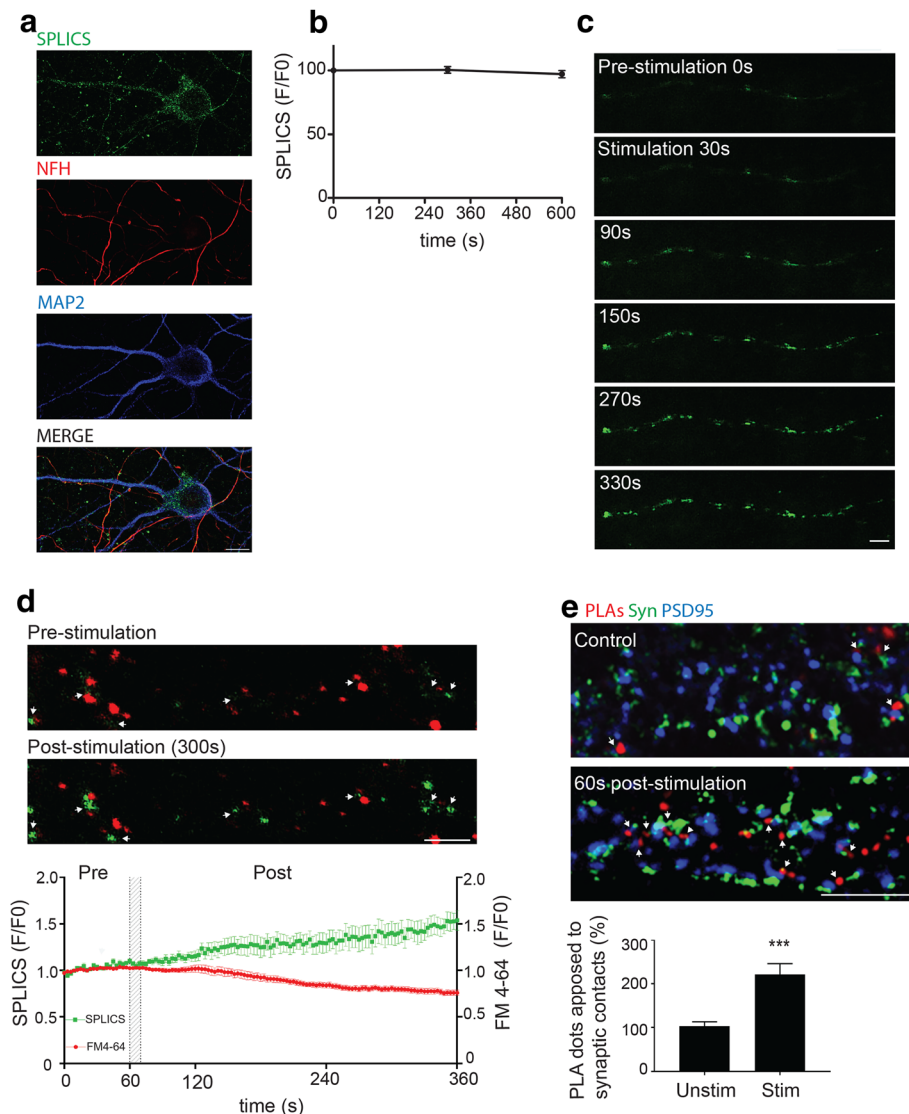 a
SPLICS
NFH
MAP2
MERGE
b
SPLICS (F/F0)
100
50
0
0 120 240 360 480 600
time (s)
c
Pre-stimulation 0s
Stimulation 30s
90s
150s
270s
330s
d
Pre-stimulation
Post-stimulation (300s)
Pre Post
SPLICS (F/F0)
2.0
1.5
1.0
0.5
0
FM 4-64 (F/F0)
2.0
1.5
1.0
0.5
0
SPLICS
FM4-64
0 60 120 240 360
time (s)
e PLAs Syn PSD95
Control
60s post-stimulation
PLA dots apposed to
synaptic contacts (%)
300
200
100
0
***
Unstim Stim